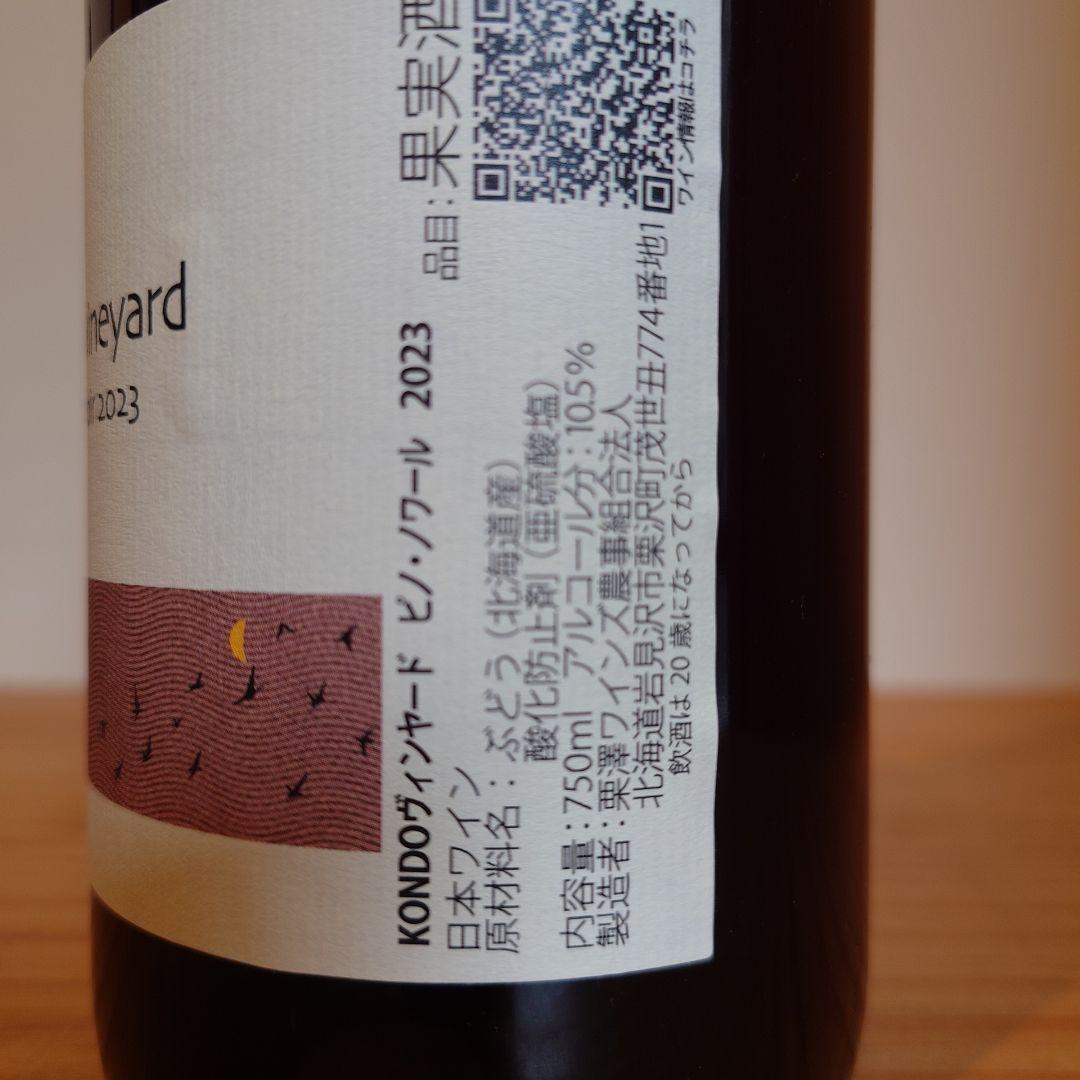 ineyard
ir 2023
KONDOヴィンヤード ピノ・ノワール 2023
日本ワイン 品目：果実酒
原材料名：ぶどう（北海道産）
酸化防止剤（亜硫酸塩）
内容量：750ml アルコール分：10.5％
製造者：栗澤ワインズ農事組合法人
北海道岩見沢市栗沢町茂世丑774番地1
飲酒は20歳になってから
ワイン情報はコチラ